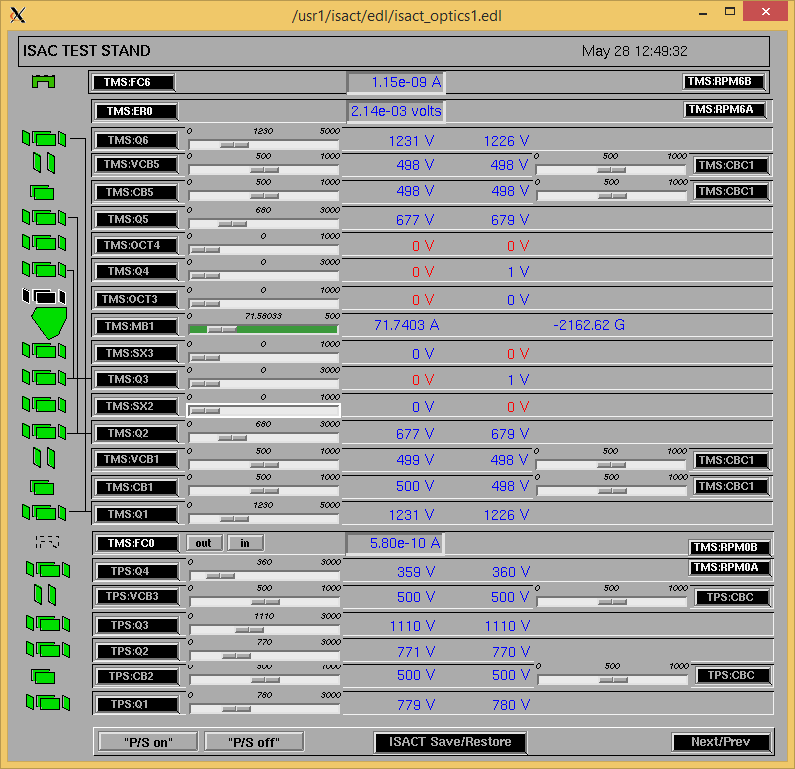 /usr1/isact/edl/isact_optics1.edl
ISAC TEST STAND May 28 12:49:32
TMS:FC6 1.15e-09 A TMS:RPM6B
TMS:ER0 2.14e-03 volts TMS:RPM6A
TMS:Q6 0 1230 5000 1231 V 1226 V
TMS:VCB5 0 500 1000 498 V 498 V 0 500 1000 TMS:CBC1
TMS:CB5 0 500 1000 498 V 498 V 0 500 1000 TMS:CBC1
TMS:Q5 0 680 3000 677 V 679 V
TMS:OCT4 0 0 1000 0 V 0 V
TMS:Q4 0 0 3000 0 V 1 V
TMS:OCT3 0 0 1000 0 V 0 V
TMS:MB1 0 71.58033 500 71.7403 A -2162.62 G
TMS:SX3 0 0 1000 0 V 0 V
TMS:Q3 0 0 3000 0 V 1 V
TMS:SX2 0 0 1000 0 V 0 V
TMS:Q2 0 680 3000 677 V 679 V
TMS:VCB1 0 500 1000 499 V 498 V 0 500 1000 TMS:CBC1
TMS:CB1 0 500 1000 500 V 498 V 0 500 1000 TMS:CBC1
TMS:Q1 0 1230 5000 1231 V 1226 V
TMS:FC0 out in 5.80e-10 A TMS:RPM0B
TPS:Q4 0 360 3000 359 V 360 V TMS:RPM0A
TPS:VCB3 0 500 1000 500 V 500 V 0 500 1000 TPS:CBC
TPS:Q3 0 1110 3000 1110 V 1110 V
TPS:Q2 0 770 3000 771 V 770 V
TPS:CB2 0 500 1000 500 V 500 V 0 500 1000 TPS:CBC
TPS:Q1 0 780 3000 779 V 780 V
"P/S on" "P/S off" ISACT Save/Restore Next/Prev